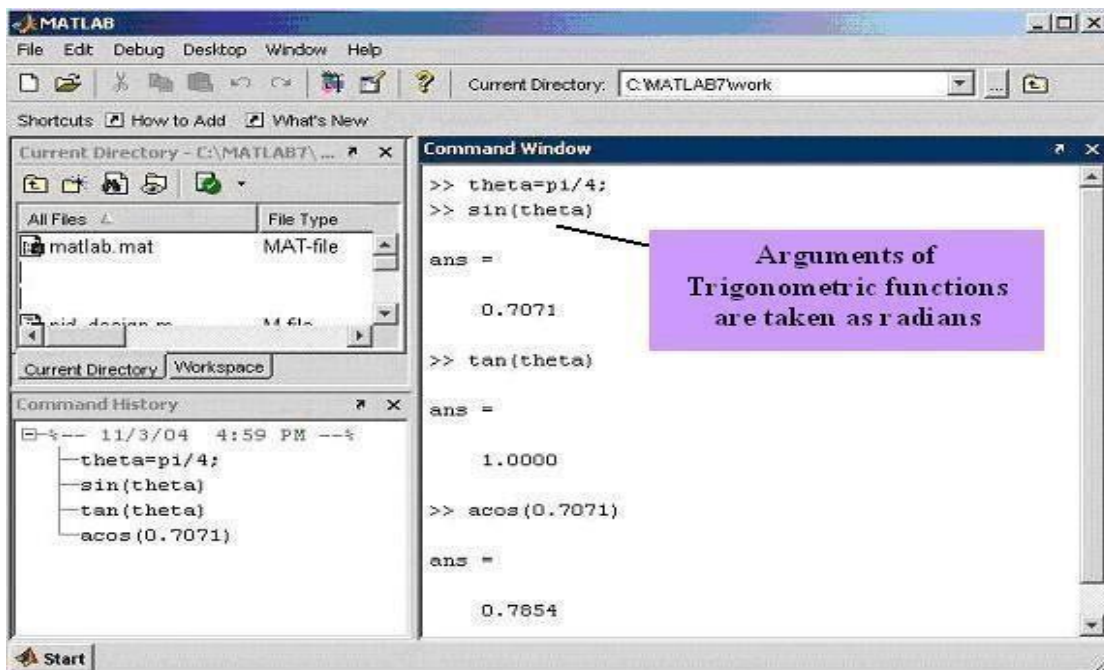 MATLAB
File Edit Debug Desktop Window Help
Current Directory: C:\MATLAB7\work
Shortcuts How to Add What's New
Current Directory - C:\MATLAB7\ ...
All Files File Type
matlab.mat MAT-file
pid_design.m M-file
Current Directory Workspace
Command History
%-- 11/3/04 4:59 PM --%
theta=pi/4;
sin(theta)
tan(theta)
acos(0.7071)
Start
Command Window
>> theta=pi/4;
>> sin(theta)
ans =
0.7071
>> tan(theta)
ans =
1.0000
>> acos(0.7071)
ans =
0.7854
Arguments of
Trigonometric functions
are taken as radians